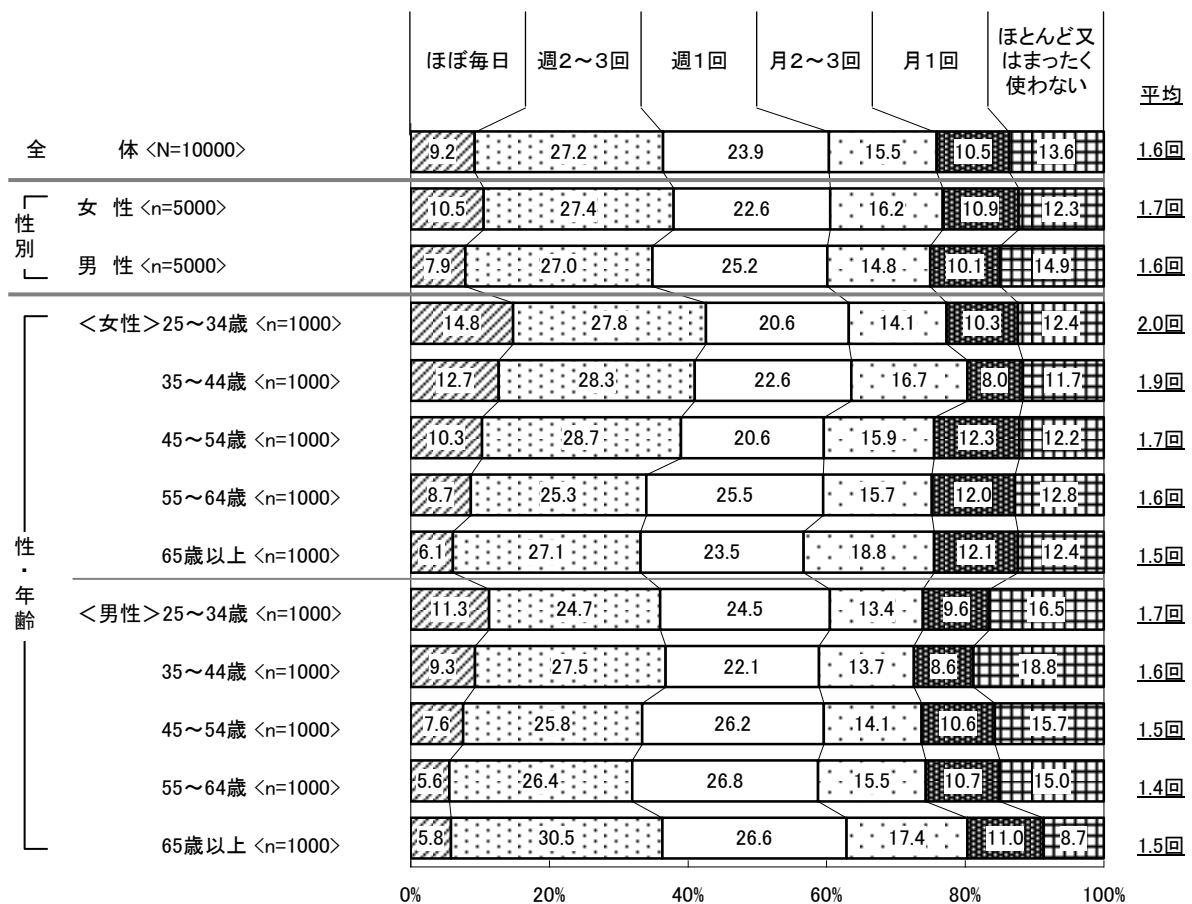 ほぼ毎日 週2～3回 週1回 月2～3回 月1回 ほとんど又
はまったく
使わない
平均
全 体 <N=10000> 9.2 27.2 23.9 15.5 10.5 13.6 1.6回
性別
女 性 <n=5000> 10.5 27.4 22.6 16.2 10.9 12.3 1.7回
男 性 <n=5000> 7.9 27.0 25.2 14.8 10.1 14.9 1.6回
性・年齢
＜女性＞25～34歳 <n=1000> 14.8 27.8 20.6 14.1 10.3 12.4 2.0回
35～44歳 <n=1000> 12.7 28.3 22.6 16.7 8.0 11.7 1.9回
45～54歳 <n=1000> 10.3 28.7 20.6 15.9 12.3 12.2 1.7回
55～64歳 <n=1000> 8.7 25.3 25.5 15.7 12.0 12.8 1.6回
65歳以上 <n=1000> 6.1 27.1 23.5 18.8 12.1 12.4 1.5回
＜男性＞25～34歳 <n=1000> 11.3 24.7 24.5 13.4 9.6 16.5 1.7回
35～44歳 <n=1000> 9.3 27.5 22.1 13.7 8.6 18.8 1.6回
45～54歳 <n=1000> 7.6 25.8 26.2 14.1 10.6 15.7 1.5回
55～64歳 <n=1000> 5.6 26.4 26.8 15.5 10.7 15.0 1.4回
65歳以上 <n=1000> 5.8 30.5 26.6 17.4 11.0 8.7 1.5回
0% 20% 40% 60% 80% 100%